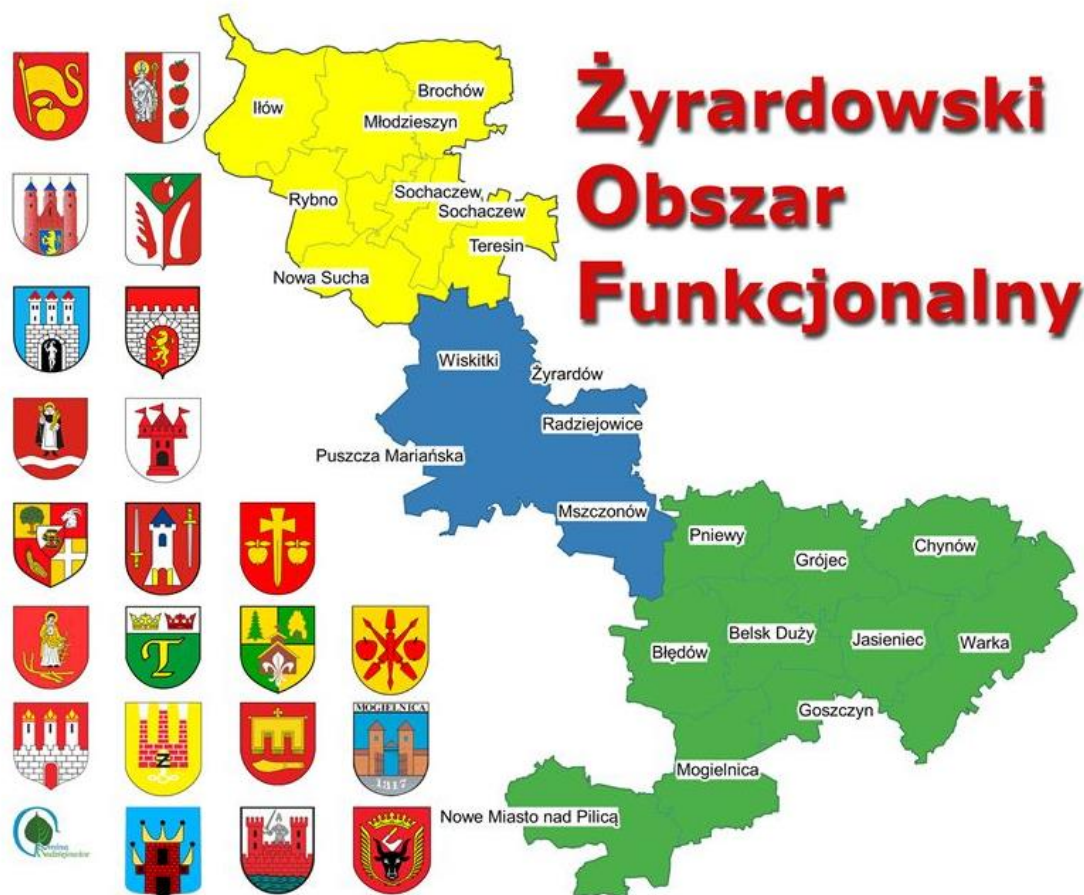 Żyrardowski
Obszar
Funkcjonalny
Iłów
Brochów
Młodzieszyn
Rybno
Sochaczew
Sochaczew
Teresin
Nowa Sucha
Wiskitki
Żyrardów
Radziejowice
Puszcza Mariańska
Mszczonów
Pniewy
Grójec
Chynów
Belsk Duży
Jasieniec
Warka
Błędów
Goszczyn
Mogielnica
Nowe Miasto nad Pilicą
T
MOGIELNICA
1317
Z